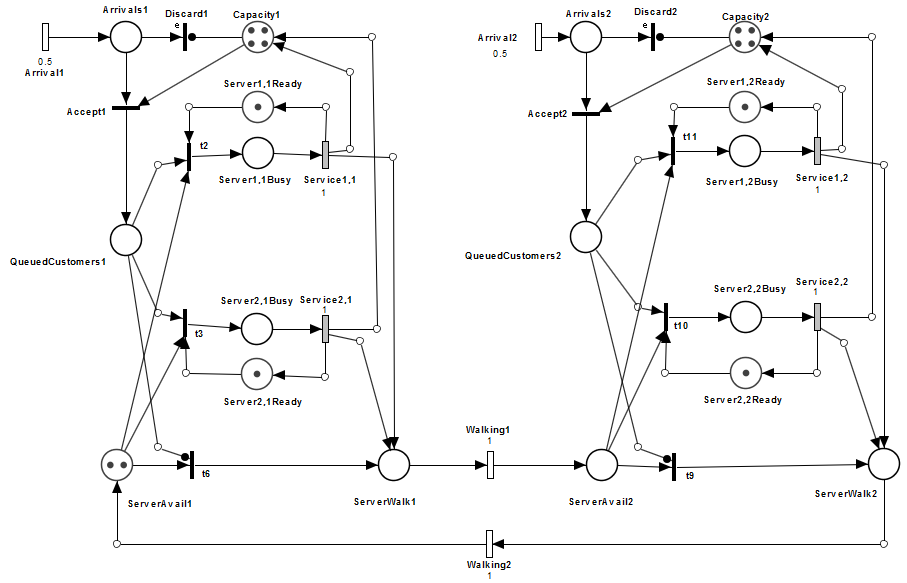 Arrivals1
Discard1
e
Capacity1
0.5
Arrival1
Accept1
Server1,1Ready
t2
Server1,1Busy
Service1,1
1
QueuedCustomers1
Server2,1Busy
Service2,1
1
t3
Server2,1Ready
t6
ServerAvail1
ServerWalk1
Walking1
1
Arrivals2
Discard2
e
Capacity2
Arrival2
0.5
Accept2
Server1,2Ready
t11
Server1,2Busy
Service1,2
1
QueuedCustomers2
Server2,2Busy
Service2,2
1
t10
Server2,2Ready
t9
ServerAvail2
ServerWalk2
Walking2
1